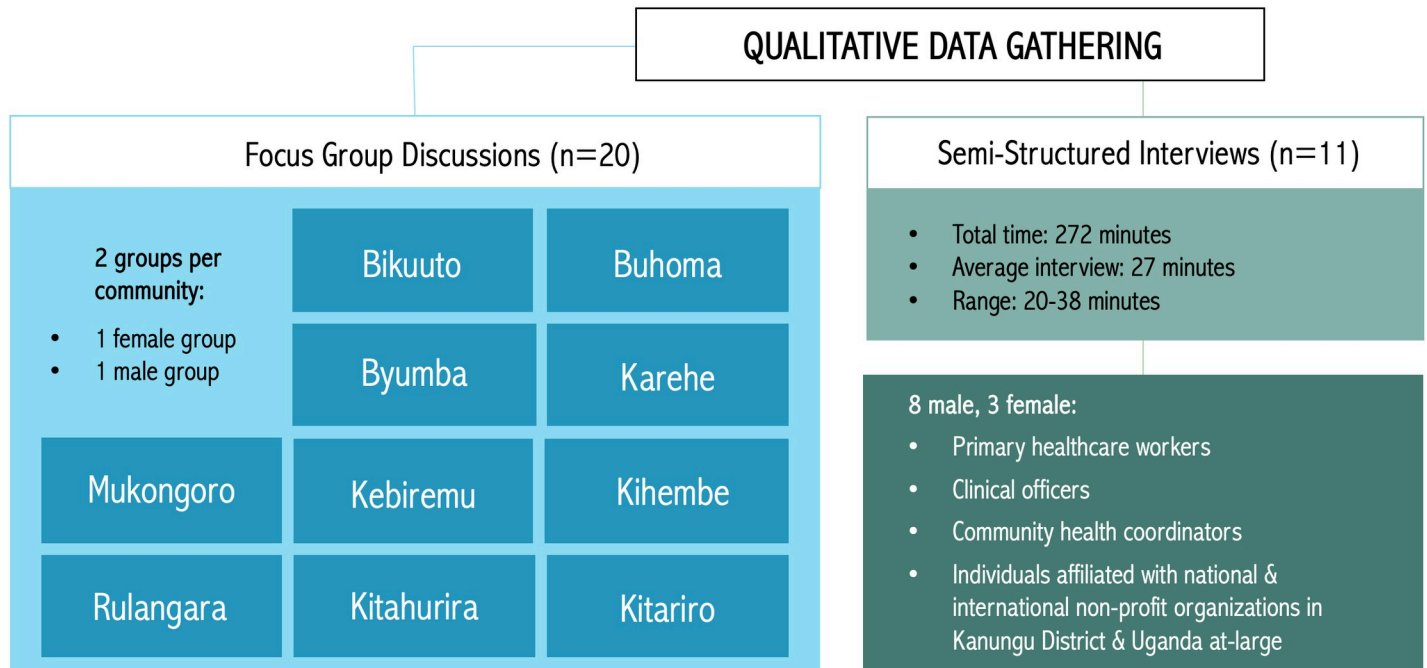 QUALITATIVE DATA GATHERING
Focus Group Discussions (n=20)
2 groups per
community:
• 1 female group
• 1 male group
Bikuuto
Buhoma
Byumba
Karehe
Mukongoro
Kebiremu
Kihembe
Rulangara
Kitahurira
Kitariro
Semi-Structured Interviews (n=11)
• Total time: 272 minutes
• Average interview: 27 minutes
• Range: 20-38 minutes
8 male, 3 female:
• Primary healthcare workers
• Clinical officers
• Community health coordinators
• Individuals affiliated with national &
international non-profit organizations in
Kanungu District & Uganda at-large